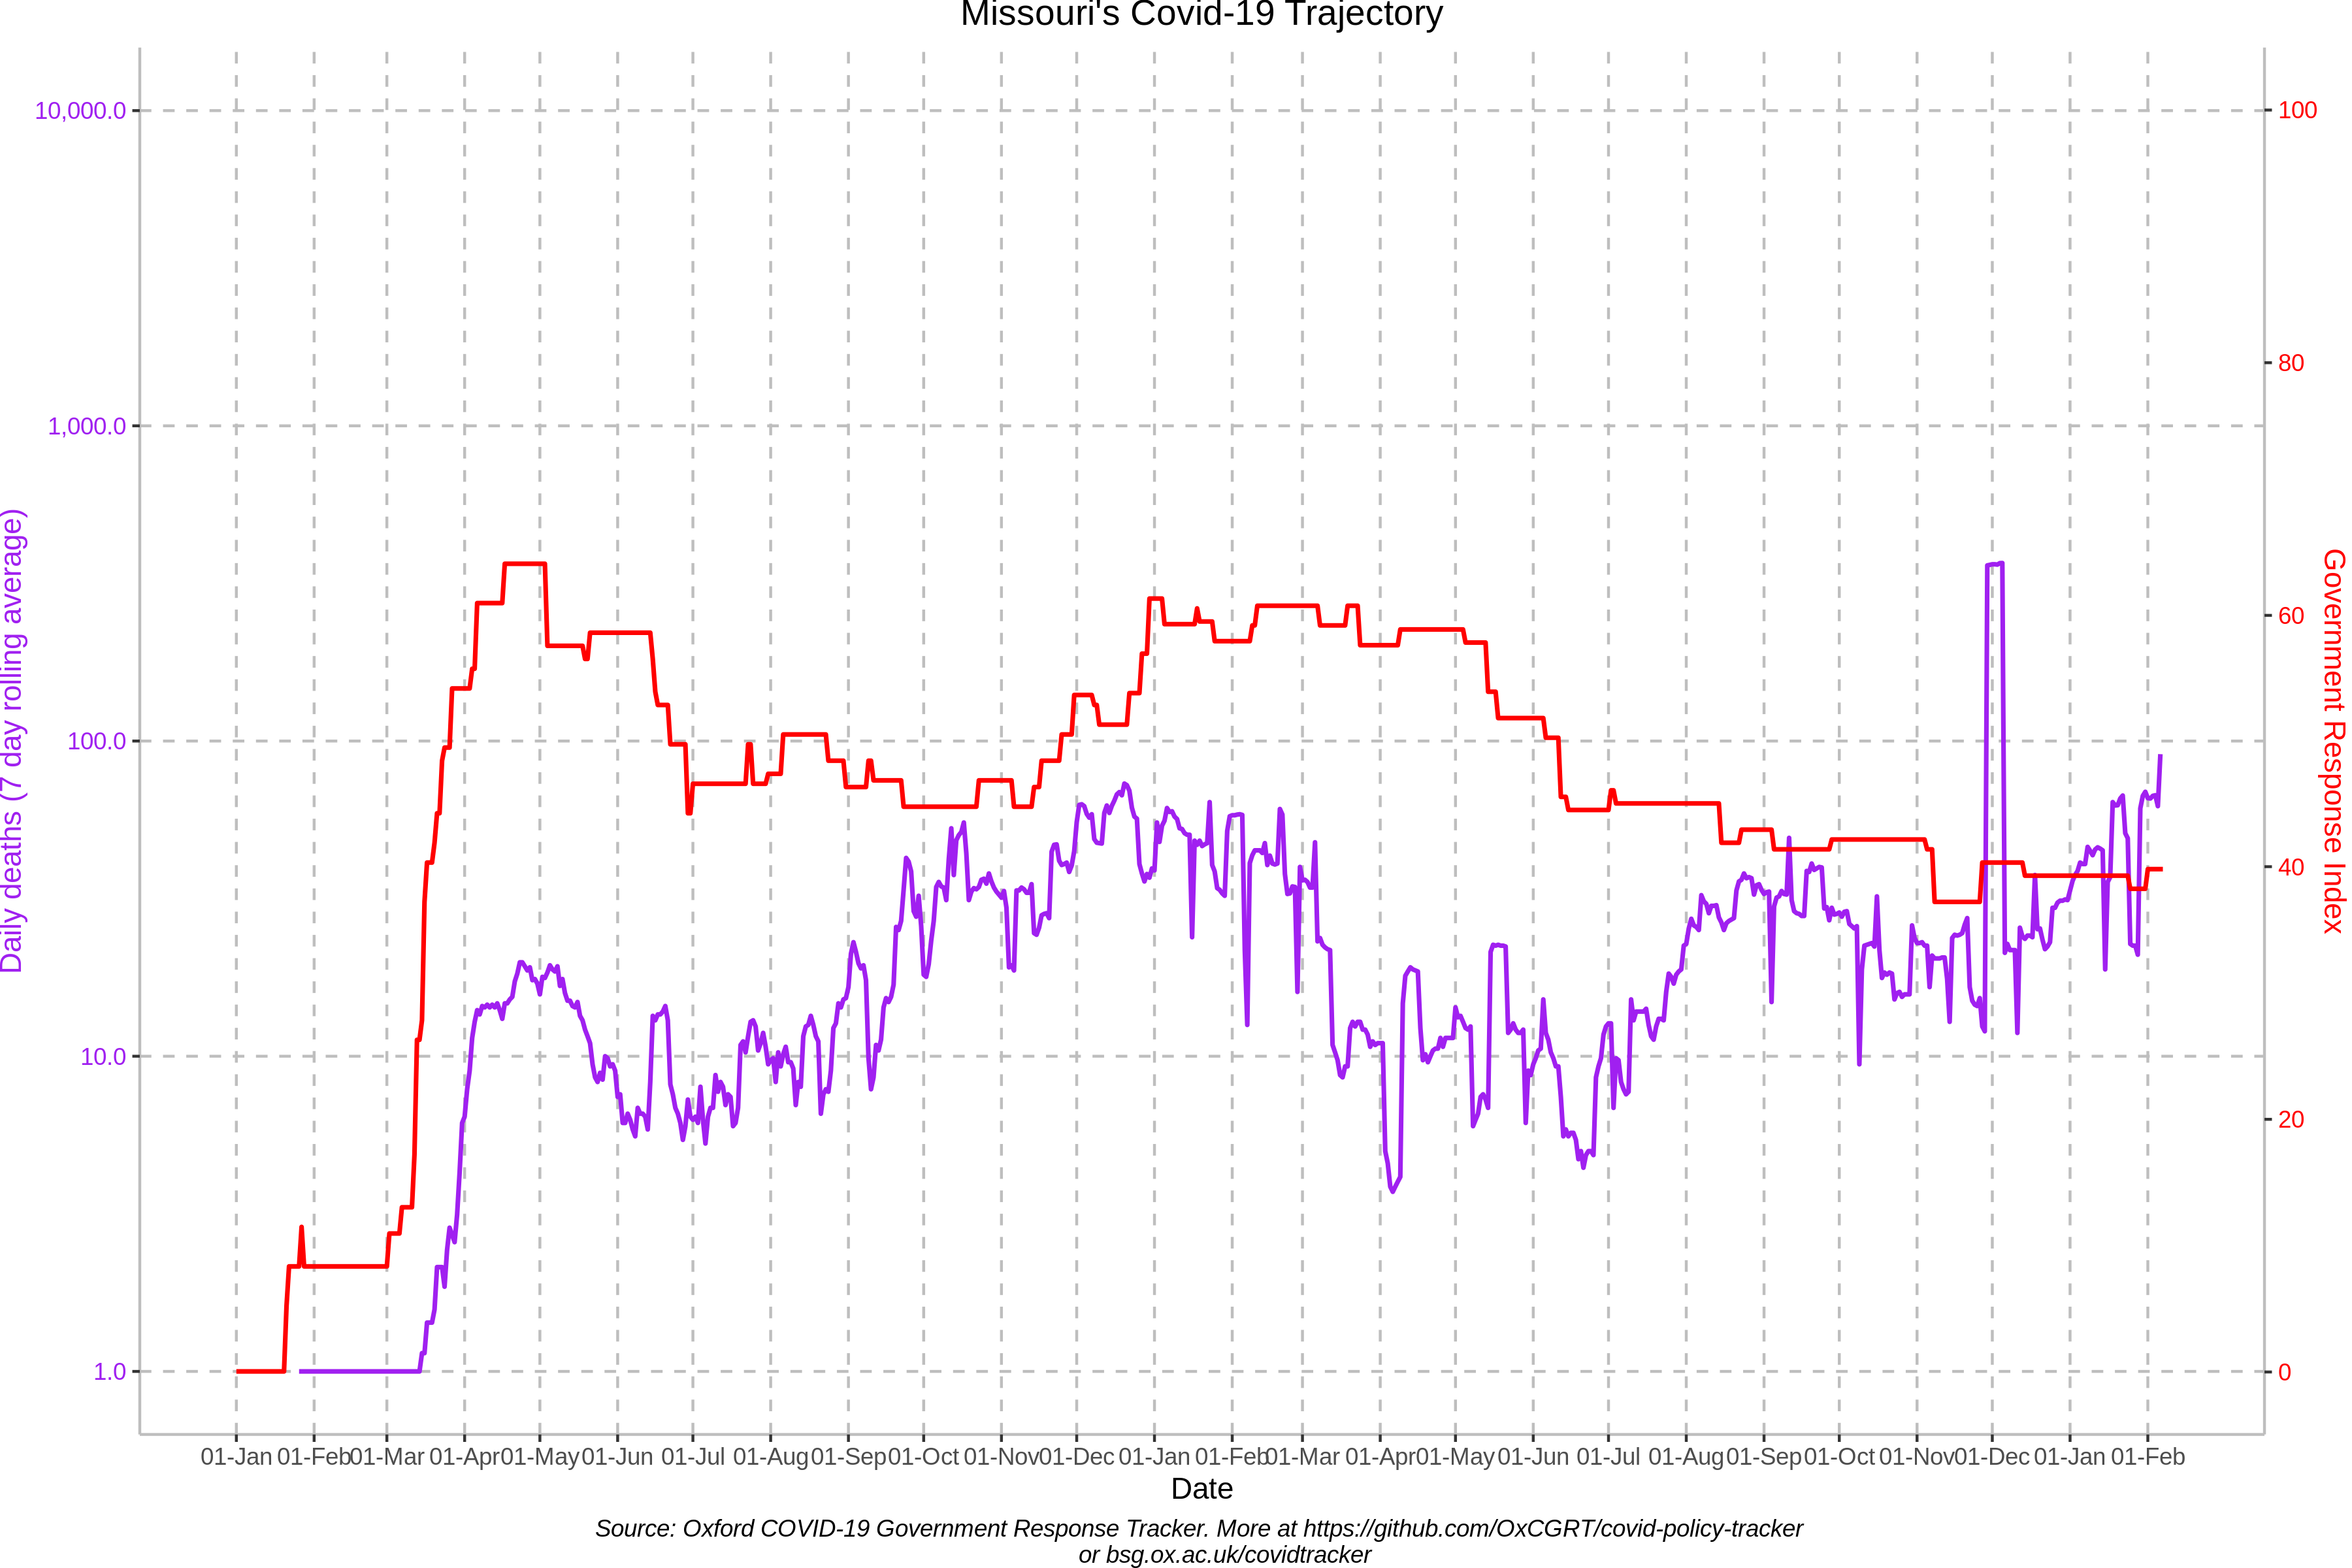 Missouri's Covid-19 Trajectory
10,000.0
1,000.0
100.0
10.0
1.0
Daily deaths (7 day rolling average)
100
80
60
40
20
0
Government Response Index
01-Jan 01-Feb 01-Mar 01-Apr 01-May 01-Jun 01-Jul 01-Aug 01-Sep 01-Oct 01-Nov 01-Dec 01-Jan 01-Feb 01-Mar 01-Apr 01-May 01-Jun 01-Jul 01-Aug 01-Sep 01-Oct 01-Nov 01-Dec 01-Jan 01-Feb
Date
Source: Oxford COVID-19 Government Response Tracker. More at https://github.com/OxCGRT/covid-policy-tracker
or bsg.ox.ac.uk/covidtracker